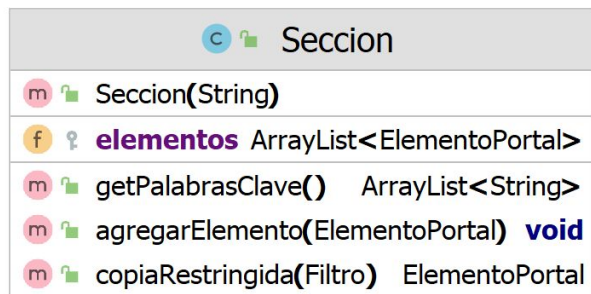 C Seccion
m Seccion(String)
f elementos ArrayList<ElementoPortal>
m getPalabrasClave() ArrayList<String>
m agregarElemento(ElementoPortal) void
m copiaRestringida(Filtro) ElementoPortal